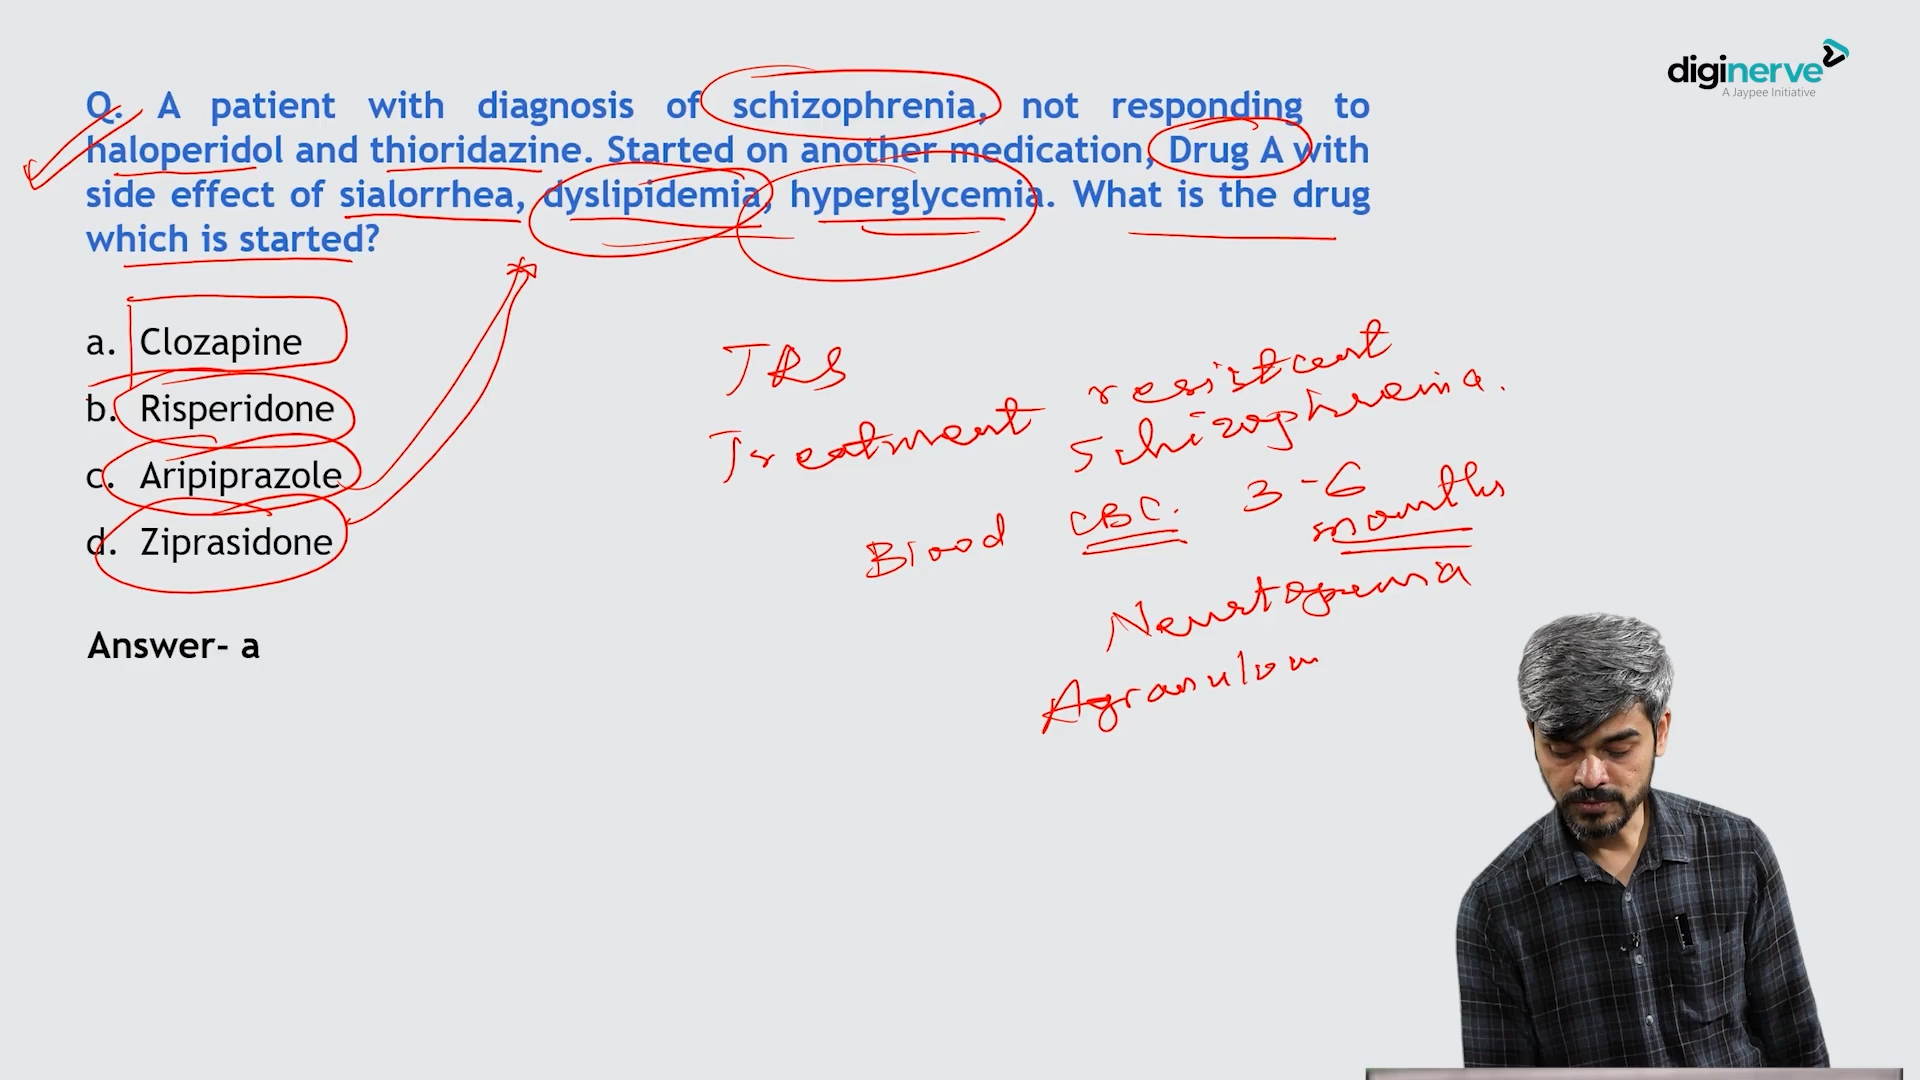 diginerve
A Jaypee Initiative
Q. A patient with diagnosis of schizophrenia, not responding to
haloperidol and thioridazine. Started on another medication, Drug A with
side effect of sialorrhea, dyslipidemia, hyperglycemia. What is the drug
which is started?
a. Clozapine
b. Risperidone
c. Aripiprazole
d. Ziprasidone
Answer- a
TRS
Treatment resistant
Schizophrenia.
Blood CBC. 3-6
months
Neutropenia
Agranulom